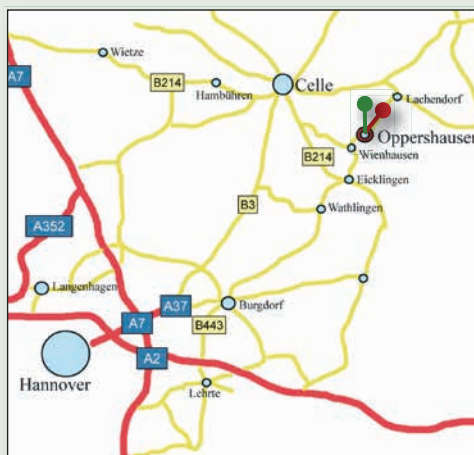 Wietze
A7
B214
Hambühren
Celle
Lachendorf
Oppershausen
Wienhausen
B214
Eicklingen
Wathlingen
B3
A352
Langenhagen
A37
A7
Burgdorf
B443
A2
Hannover
Lehrte